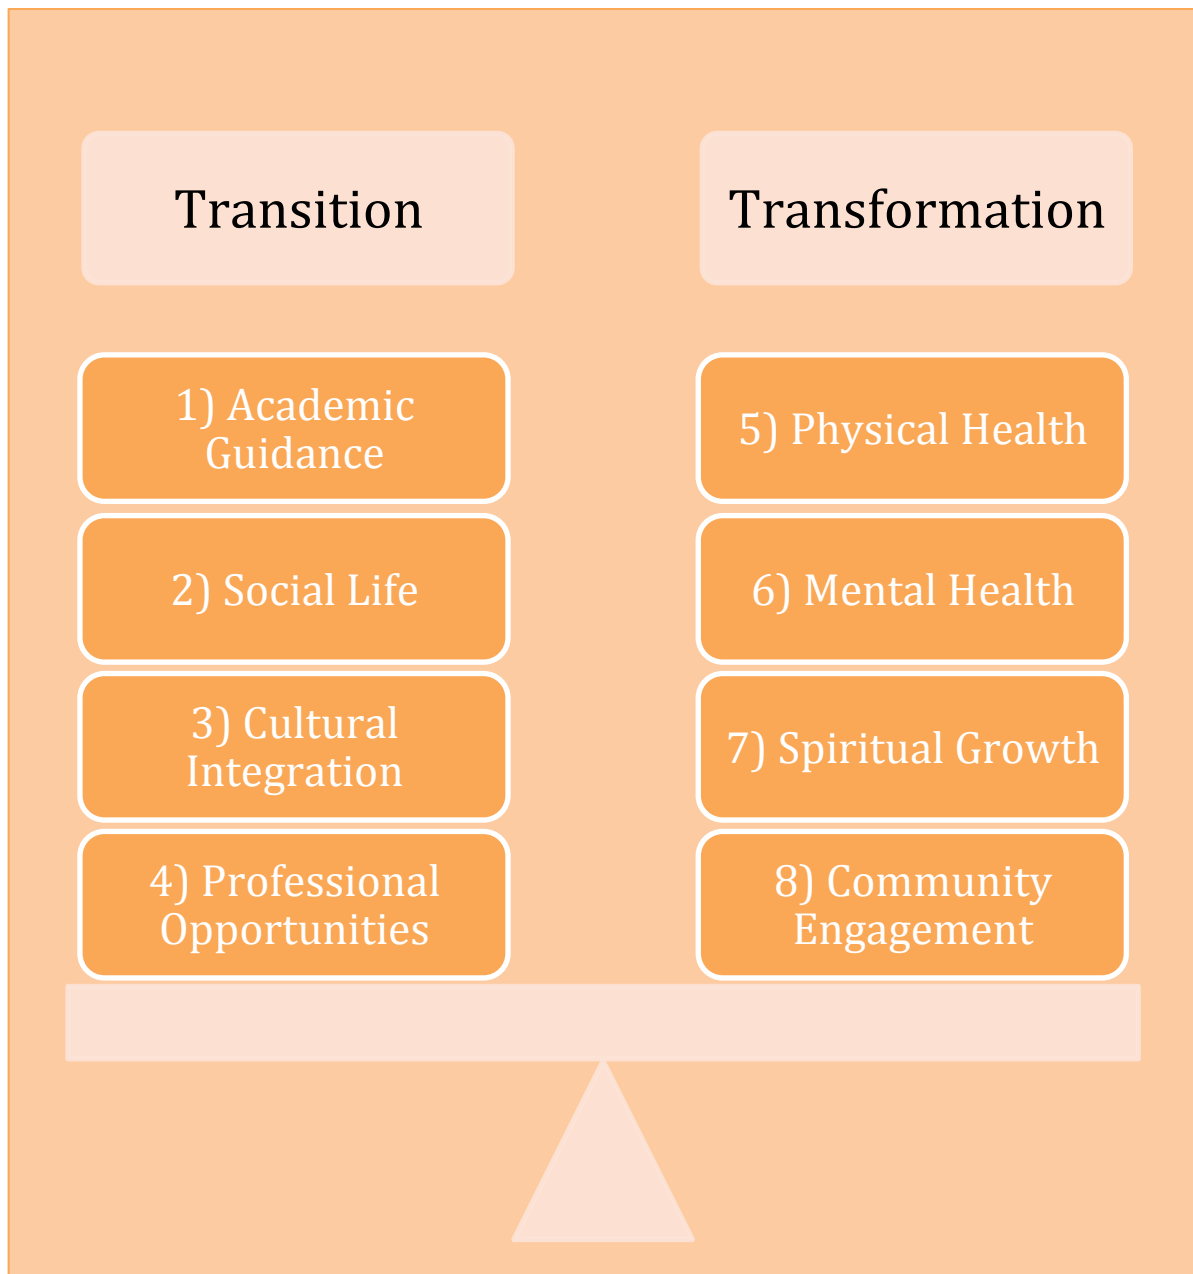 Transition
1) Academic
Guidance
2) Social Life
3) Cultural
Integration
4) Professional
Opportunities
Transformation
5) Physical Health
6) Mental Health
7) Spiritual Growth
8) Community
Engagement